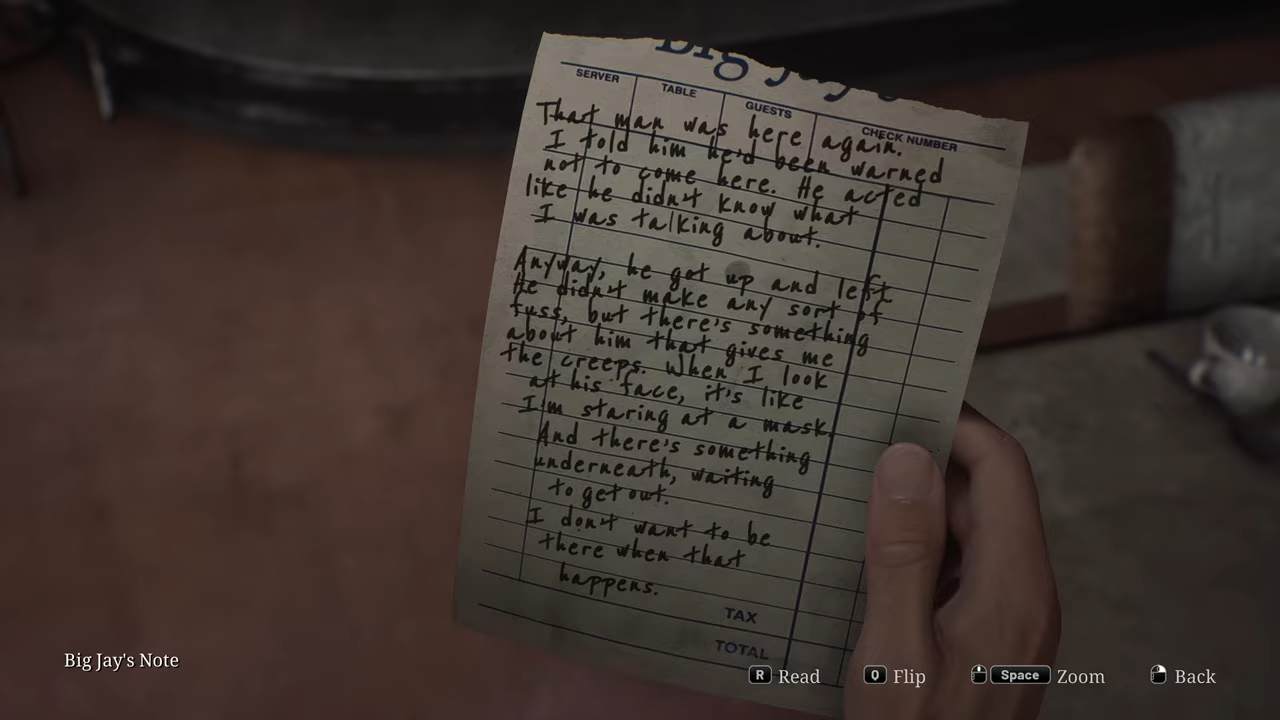 Big Jay's
SERVER TABLE GUESTS CHECK NUMBER
That man was here again.
I told him he'd been warned
not to come here. He acted
like he didn't know what
I was talking about.
Anyway, he got up and left
He didn't make any sort of
fuss, but there's something
about him that gives me
the creeps. When I look
at his face, it's like
I'm staring at a mask.
And there's something
underneath, waiting
to get out.
I don't want to be
there when that
happens.
TAX
TOTAL
Big Jay's Note
R Read Q Flip Space Zoom Back